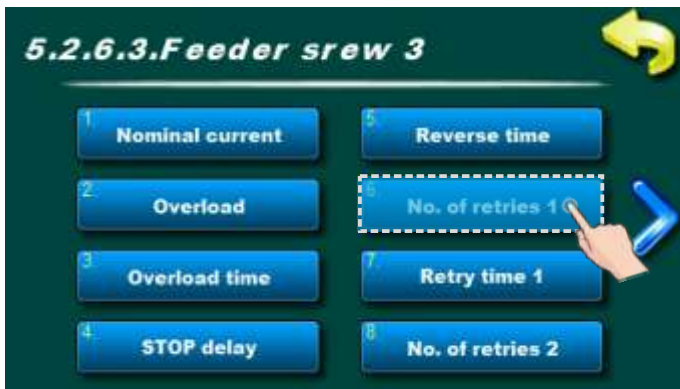 5.2.6.3.Feeder srew 3
1 Nominal current
5 Reverse time
2 Overload
6 No. of retries 1
3 Overload time
7 Retry time 1
4 STOP delay
8 No. of retries 2